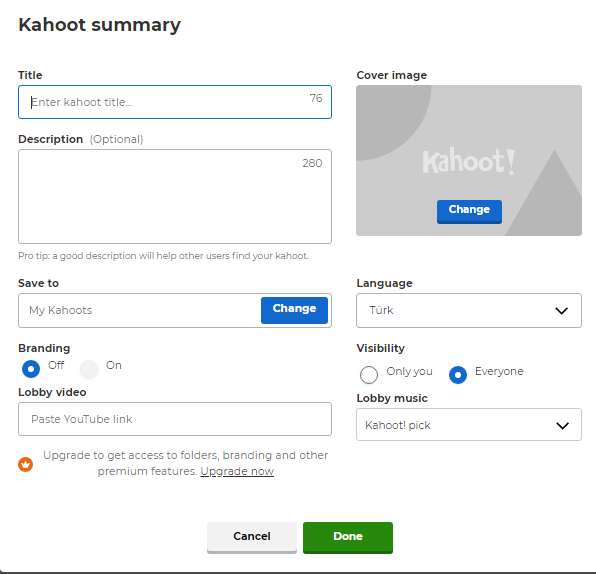 Kahoot summary
Title
Enter kahoot title...
76
Cover image
Kahoot!
Change
Description (Optional)
280
Pro tip: a good description will help other users find your kahoot.
Save to
My Kahoots
Change
Language
Türk
Branding
Off
On
Visibility
Only you
Everyone
Lobby video
Paste YouTube link
Lobby music
Kahoot! pick
Upgrade to get access to folders, branding and other
premium features. Upgrade now
Cancel
Done